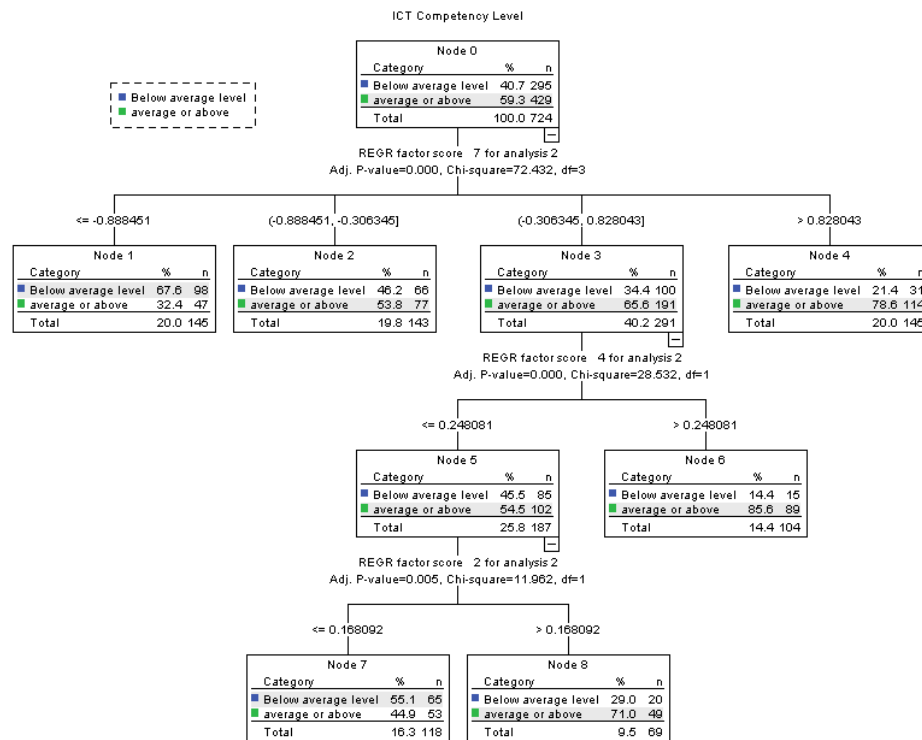 ICT Competency Level
Below average level
average or above
Node 0
Category % n
Below average level 40.7 295
average or above 59.3 429
Total 100.0 724
REGR factor score 7 for analysis 2
Adj. P-value=0.000, Chi-square=72.432, df=3
<= -0.888451
(-0.888451, -0.306345]
(-0.306345, 0.828043]
> 0.828043
Node 1
Category % n
Below average level 67.6 98
average or above 32.4 47
Total 20.0 145
Node 2
Category % n
Below average level 46.2 66
average or above 53.8 77
Total 19.8 143
Node 3
Category % n
Below average level 34.4 100
average or above 65.6 191
Total 40.2 291
Node 4
Category % n
Below average level 21.4 31
average or above 78.6 114
Total 20.0 145
REGR factor score 4 for analysis 2
Adj. P-value=0.000, Chi-square=28.532, df=1
<= 0.248081
> 0.248081
Node 5
Category % n
Below average level 45.5 85
average or above 54.5 102
Total 25.8 187
Node 6
Category % n
Below average level 14.4 15
average or above 85.6 89
Total 14.4 104
REGR factor score 2 for analysis 2
Adj. P-value=0.005, Chi-square=11.962, df=1
<= 0.168092
> 0.168092
Node 7
Category % n
Below average level 55.1 65
average or above 44.9 53
Total 16.3 118
Node 8
Category % n
Below average level 29.0 20
average or above 71.0 49
Total 9.5 69